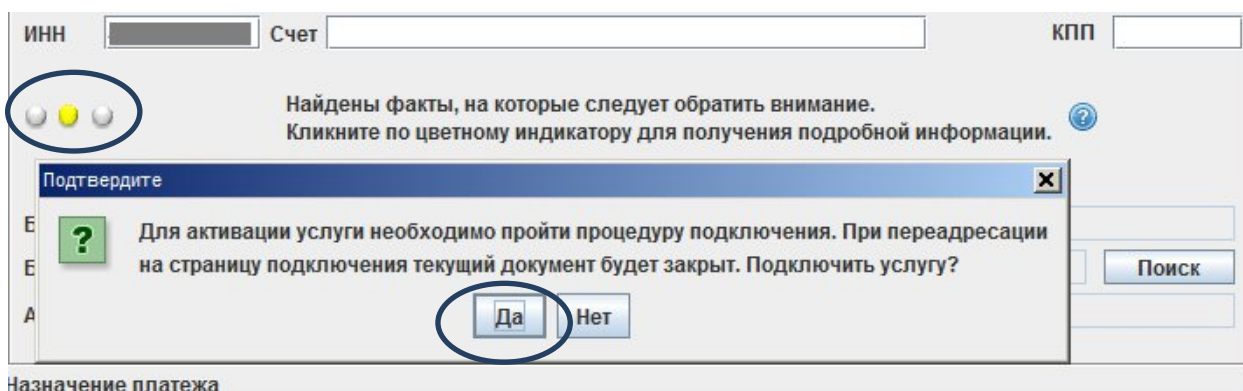 ИНН Счет КПП
Найдены факты, на которые следует обратить внимание.
Кликните по цветному индикатору для получения подробной информации. ?
Подтвердите
? Для активации услуги необходимо пройти процедуру подключения. При переадресации
на страницу подключения текущий документ будет закрыт. Подключить услугу?
Поиск
Да Нет
Назначение платежа